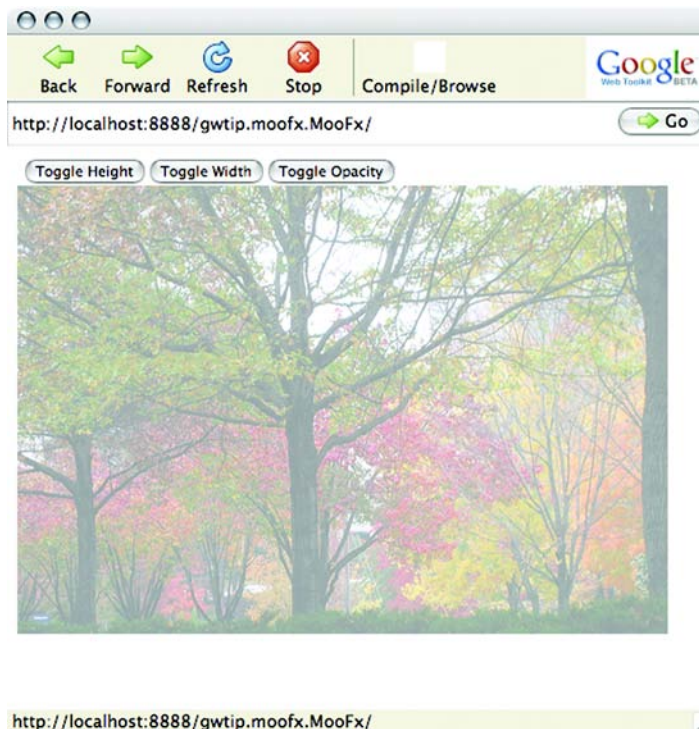 Back Forward Refresh Stop Compile/Browse
Google
Web Toolkit BETA
http://localhost:8888/gwtip.moofx.MooFx/ Go
Toggle Height Toggle Width Toggle Opacity
http://localhost:8888/gwtip.moofx.MooFx/